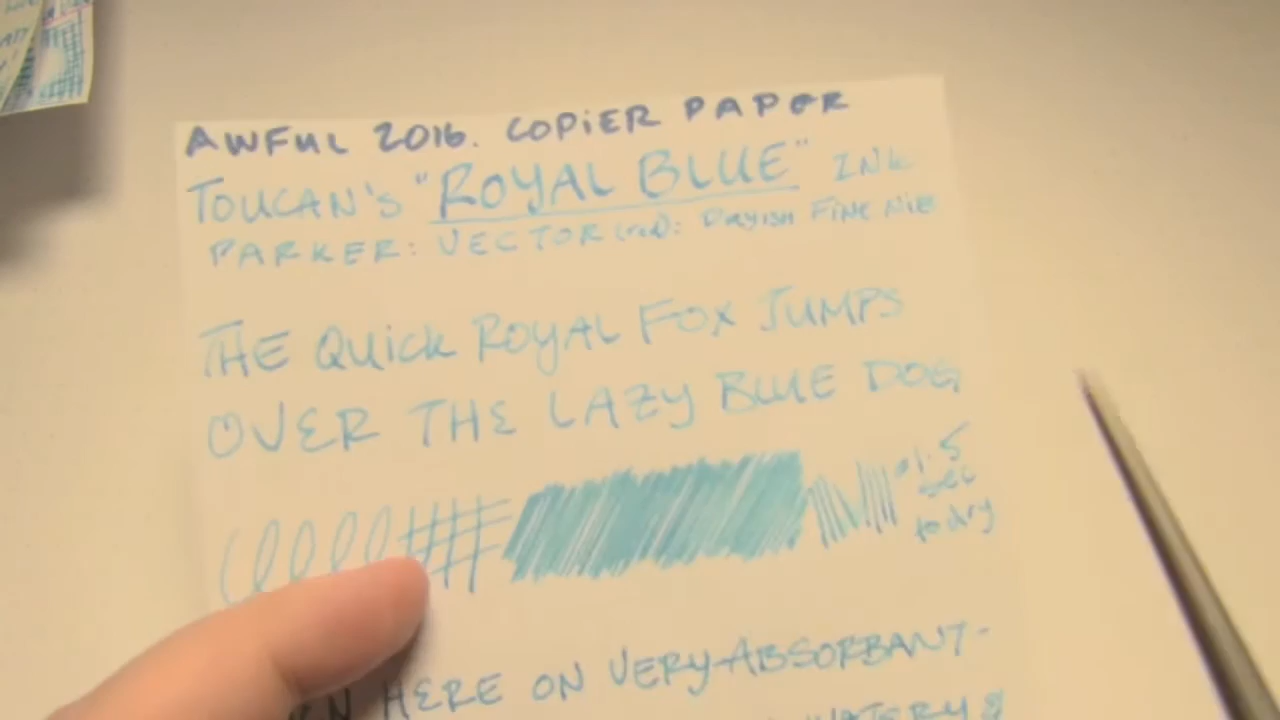 AWFUL 2016. COPIER PAPER
TOUCAN'S "ROYAL BLUE" INK
PARKER: VECTOR (red): DRYISH FINE NIB
THE QUICK ROYAL FOX JUMPS
OVER THE LAZY BLUE DOG
1.5
sec
to dry
HERE ON VERY-ABSORBANT-
WATERY &